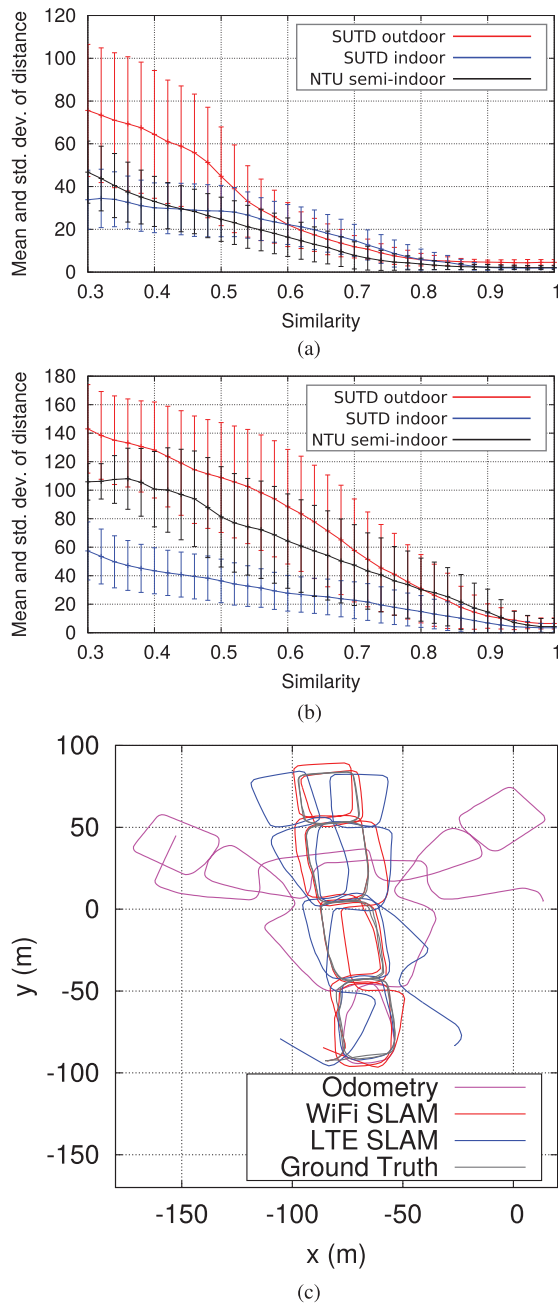 Mean and std. dev. of distance
120
100
80
60
40
20
0
SUTD outdoor
SUTD indoor
NTU semi-indoor
0.3 0.4 0.5 0.6 0.7 0.8 0.9 1
Similarity
(a)
Mean and std. dev. of distance
180
160
140
120
100
80
60
40
20
0
SUTD outdoor
SUTD indoor
NTU semi-indoor
0.3 0.4 0.5 0.6 0.7 0.8 0.9 1
Similarity
(b)
y (m)
100
50
0
-50
-100
-150
Odometry
WiFi SLAM
LTE SLAM
Ground Truth
-150 -100 -50 0
x (m)
(c)